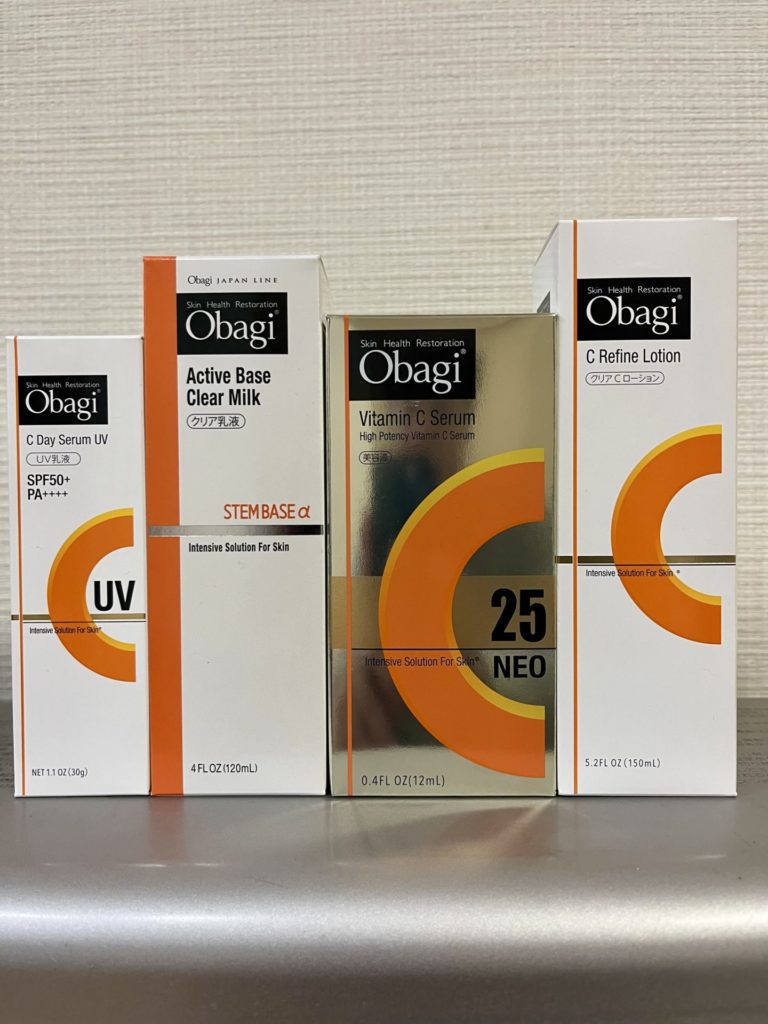 Skin Health Restoration
Obagi®
C Day Serum UV
UV乳液
SPF50+
PA++++
UV
Intensive Solution For Skin®
NET 1.1 OZ(30g)
Obagi JAPAN LINE
Skin Health Restoration
Obagi®
Active Base
Clear Milk
クリア乳液
STEMBASE α
Intensive Solution For Skin
4 FL OZ(120mL)
Skin Health Restoration
Obagi®
Vitamin C Serum
High Potency Vitamin C Serum
美容液
C25
NEO
Intensive Solution For Skin®
0.4FL OZ(12mL)
Skin Health Restoration
Obagi®
C Refine Lotion
クリア C ローション
C
Intensive Solution For Skin®
5.2FL OZ (150mL)